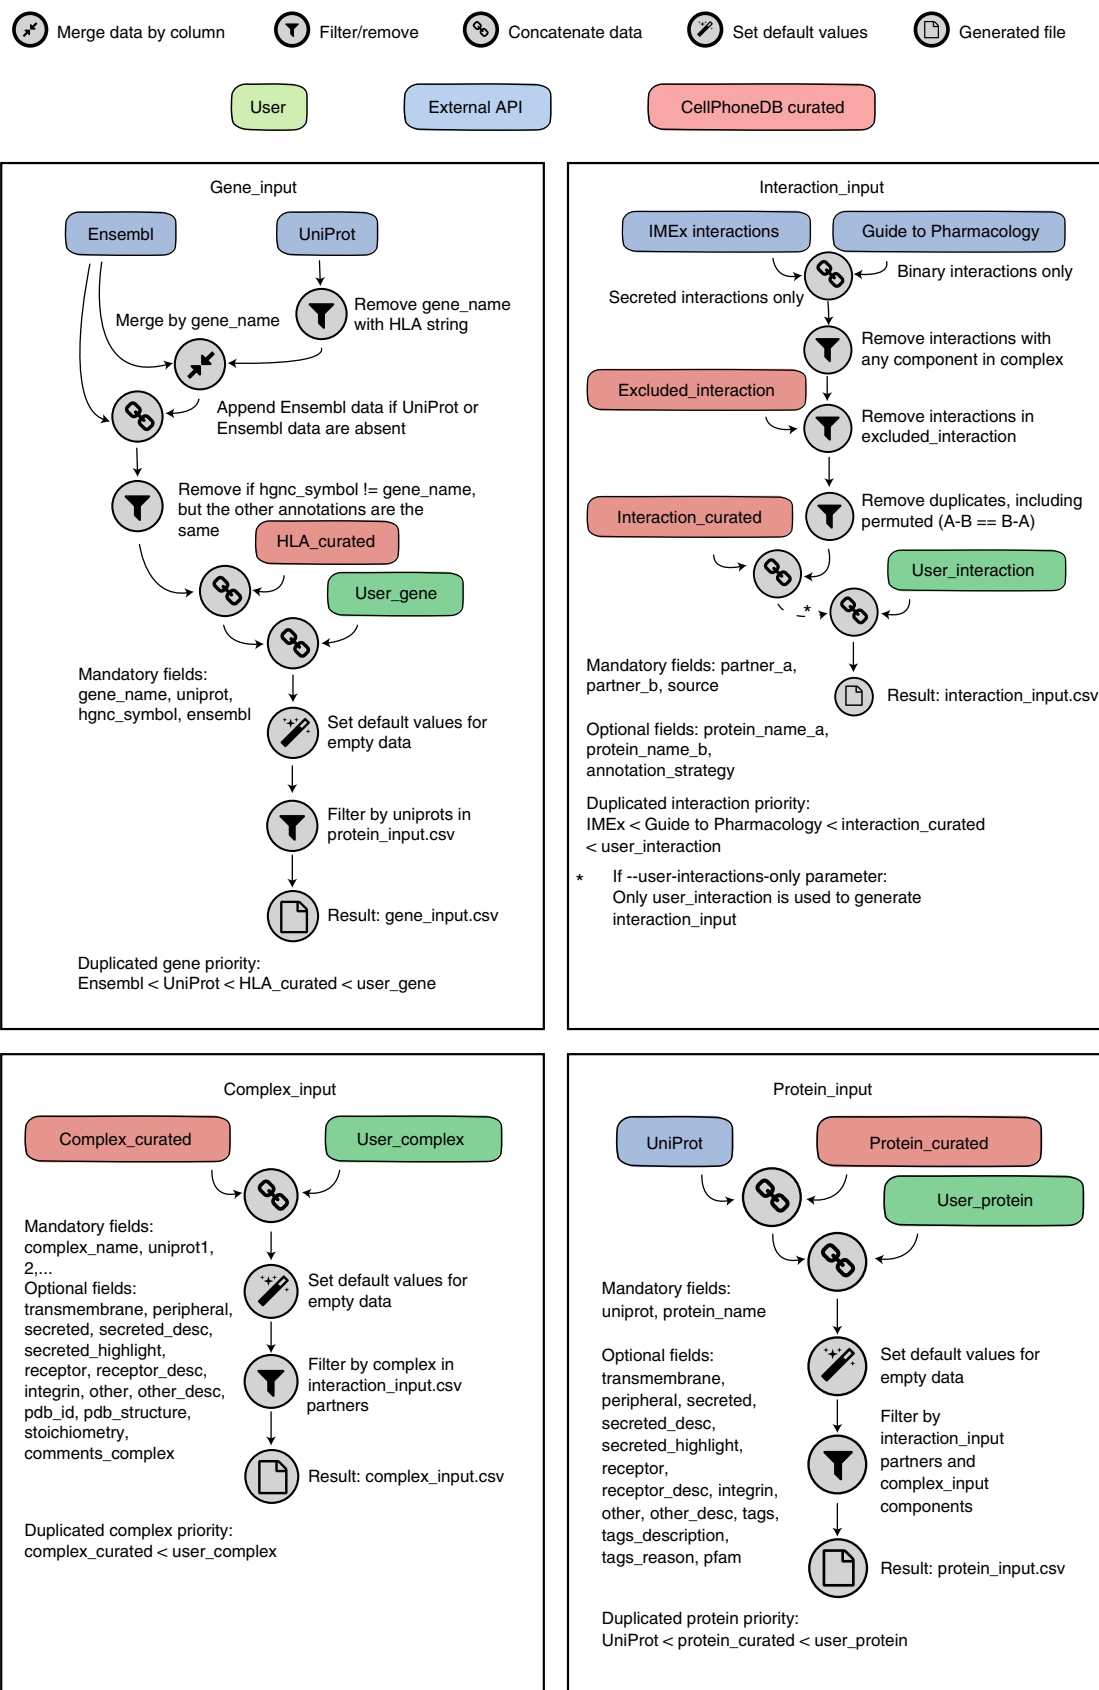 Merge data by column
Filter/remove
Concatenate data
Set default values
Generated file
User
External API
CellPhoneDB curated
Gene_input
Ensembl
UniProt
Remove gene_name
with HLA string
Merge by gene_name
Append Ensembl data if UniProt or
Ensembl data are absent
Remove if hgnc_symbol != gene_name,
but the other annotations are the
same
HLA_curated
User_gene
Mandatory fields:
gene_name, uniprot,
hgnc_symbol, ensembl
Set default values for
empty data
Filter by uniprots in
protein_input.csv
Result: gene_input.csv
Duplicated gene priority:
Ensembl < UniProt < HLA_curated < user_gene
Interaction_input
IMEx interactions
Guide to Pharmacology
Binary interactions only
Secreted interactions only
Remove interactions with
any component in complex
Excluded_interaction
Remove interactions in
excluded_interaction
Interaction_curated
Remove duplicates, including
permuted (A-B == B-A)
User_interaction
*
Mandatory fields: partner_a,
partner_b, source
Result: interaction_input.csv
Optional fields: protein_name_a,
protein_name_b,
annotation_strategy
Duplicated interaction priority:
IMEx < Guide to Pharmacology < interaction_curated
< user_interaction
* If --user-interactions-only parameter:
Only user_interaction is used to generate
interaction_input
Complex_input
Complex_curated
User_complex
Mandatory fields:
complex_name, uniprot1,
2,...
Optional fields:
transmembrane, peripheral,
secreted, secreted_desc,
secreted_highlight,
receptor, receptor_desc,
integrin, other, other_desc,
pdb_id, pdb_structure,
stoichiometry,
comments_complex
Set default values for
empty data
Filter by complex in
interaction_input.csv
partners
Result: complex_input.csv
Duplicated complex priority:
complex_curated < user_complex
Protein_input
UniProt
Protein_curated
User_protein
Mandatory fields:
uniprot, protein_name
Optional fields:
transmembrane,
peripheral, secreted,
secreted_desc,
secreted_highlight,
receptor,
receptor_desc, integrin,
other, other_desc, tags,
tags_description,
tags_reason, pfam
Set default values for
empty data
Filter by
interaction_input
partners and
complex_input
components
Result: protein_input.csv
Duplicated protein priority:
UniProt < protein_curated < user_protein